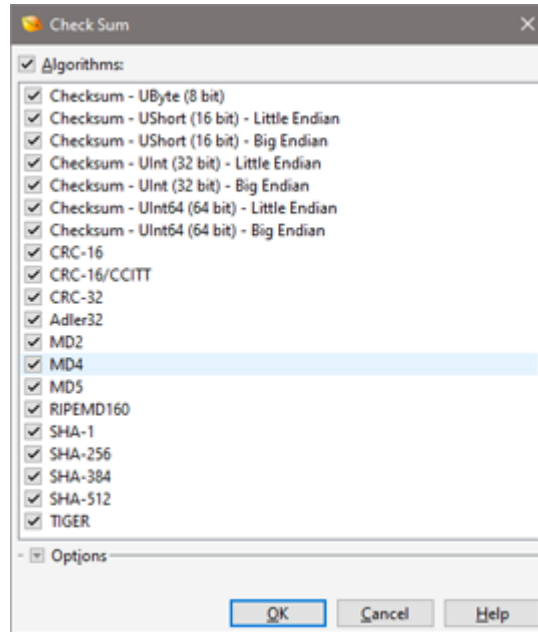 Check Sum
Algorithms:
Checksum - UByte (8 bit)
Checksum - UShort (16 bit) - Little Endian
Checksum - UShort (16 bit) - Big Endian
Checksum - UInt (32 bit) - Little Endian
Checksum - UInt (32 bit) - Big Endian
Checksum - UInt64 (64 bit) - Little Endian
Checksum - UInt64 (64 bit) - Big Endian
CRC-16
CRC-16/CCITT
CRC-32
Adler32
MD2
MD4
MD5
RIPEMD160
SHA-1
SHA-256
SHA-384
SHA-512
TIGER
Options
OK Cancel Help